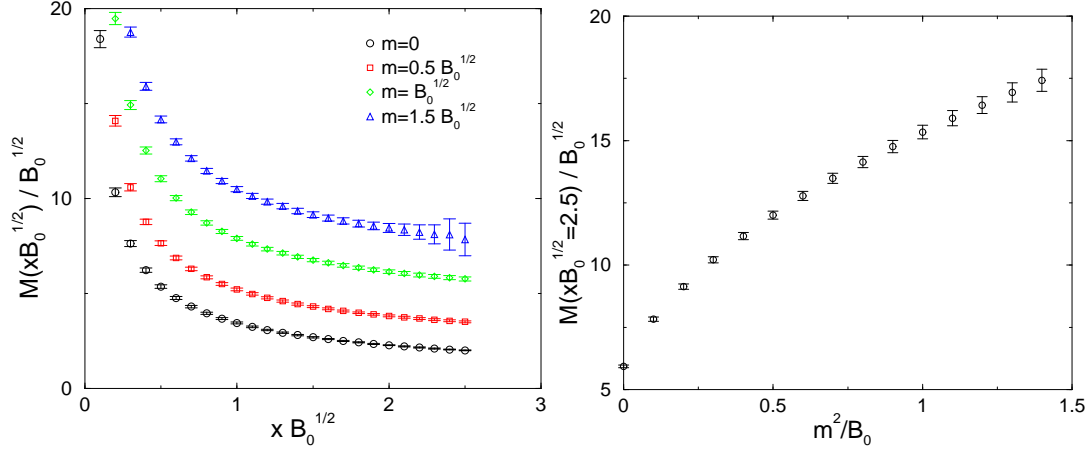 20
10
0
M(xB₀^1/2) / B₀^1/2
m=0
m=0.5 B₀^1/2
m= B₀^1/2
m=1.5 B₀^1/2
0 1 2 3
x B₀^1/2
20
15
10
5
M(xB₀^1/2=2.5) / B₀^1/2
0 0.5 1 1.5
m²/B₀